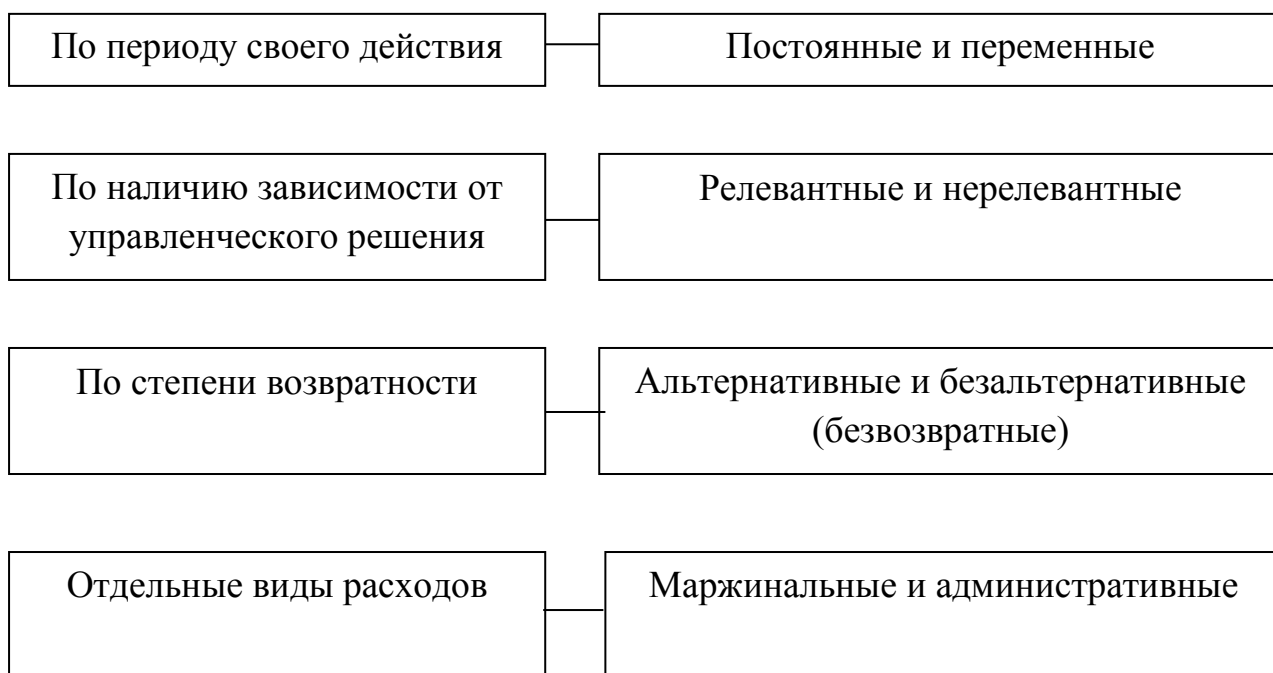 По периоду своего действия
Постоянные и переменные
По наличию зависимости от
управленческого решения
Релевантные и нерелевантные
По степени возвратности
Альтернативные и безальтернативные
(безвозвратные)
Отдельные виды расходов
Маржинальные и административные